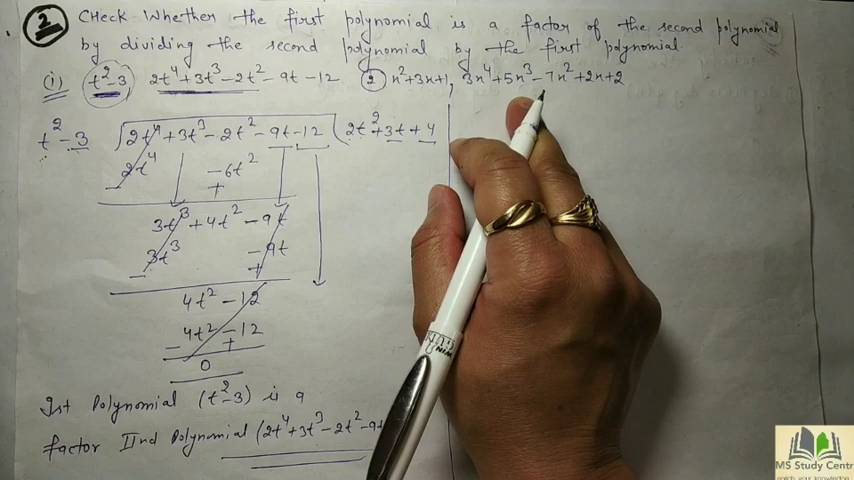 ② Check Whether the first polynomial is a factor of the second polynomial
by dividing the second polynomial by the first polynomial
(i) t²-3, 2t⁴+3t³-2t²-9t-12 ② x²+3x+1, 3x⁴+5x³-7x²+2x+2
t²-3 ) 2t⁴+3t³-2t²-9t-12 ( 2t²+3t+4
2t⁴ -6t²
- +
3t³+4t²-9t
3t³ -9t
- +
4t²-12
4t²-12
- +
0
Ist Polynomial (t²-3) is a
factor IInd Polynomial (2t⁴+3t³-2t²-9t
MS Study Centr